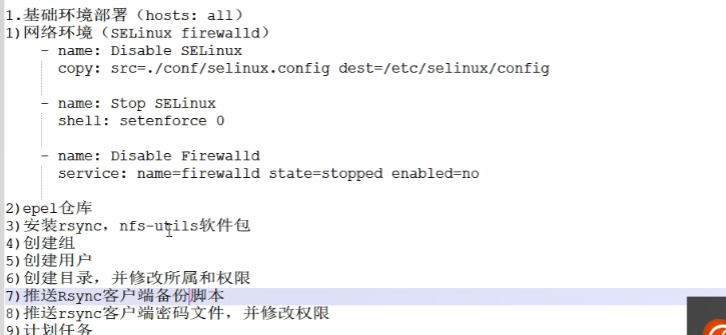 1.基础环境部署（hosts: all）
1)网络环境（SELinux firewalld）
- name: Disable SELinux
copy: src=./conf/selinux.config dest=/etc/selinux/config
- name: Stop SELinux
shell: setenforce 0
- name: Disable Firewalld
service: name=firewalld state=stopped enabled=no
2)epel仓库
3)安装rsync，nfs-utils软件包
4)创建组
5)创建用户
6)创建目录，并修改所属和权限
7)推送Rsync客户端备份脚本
8)推送rsync客户端密码文件，并修改权限
9)计划任务